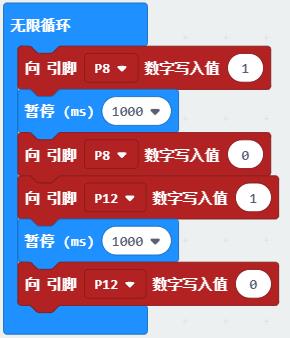 无限循环
向 引脚 P8 数字写入值 1
暂停 (ms) 1000
向 引脚 P8 数字写入值 0
向 引脚 P12 数字写入值 1
暂停 (ms) 1000
向 引脚 P12 数字写入值 0